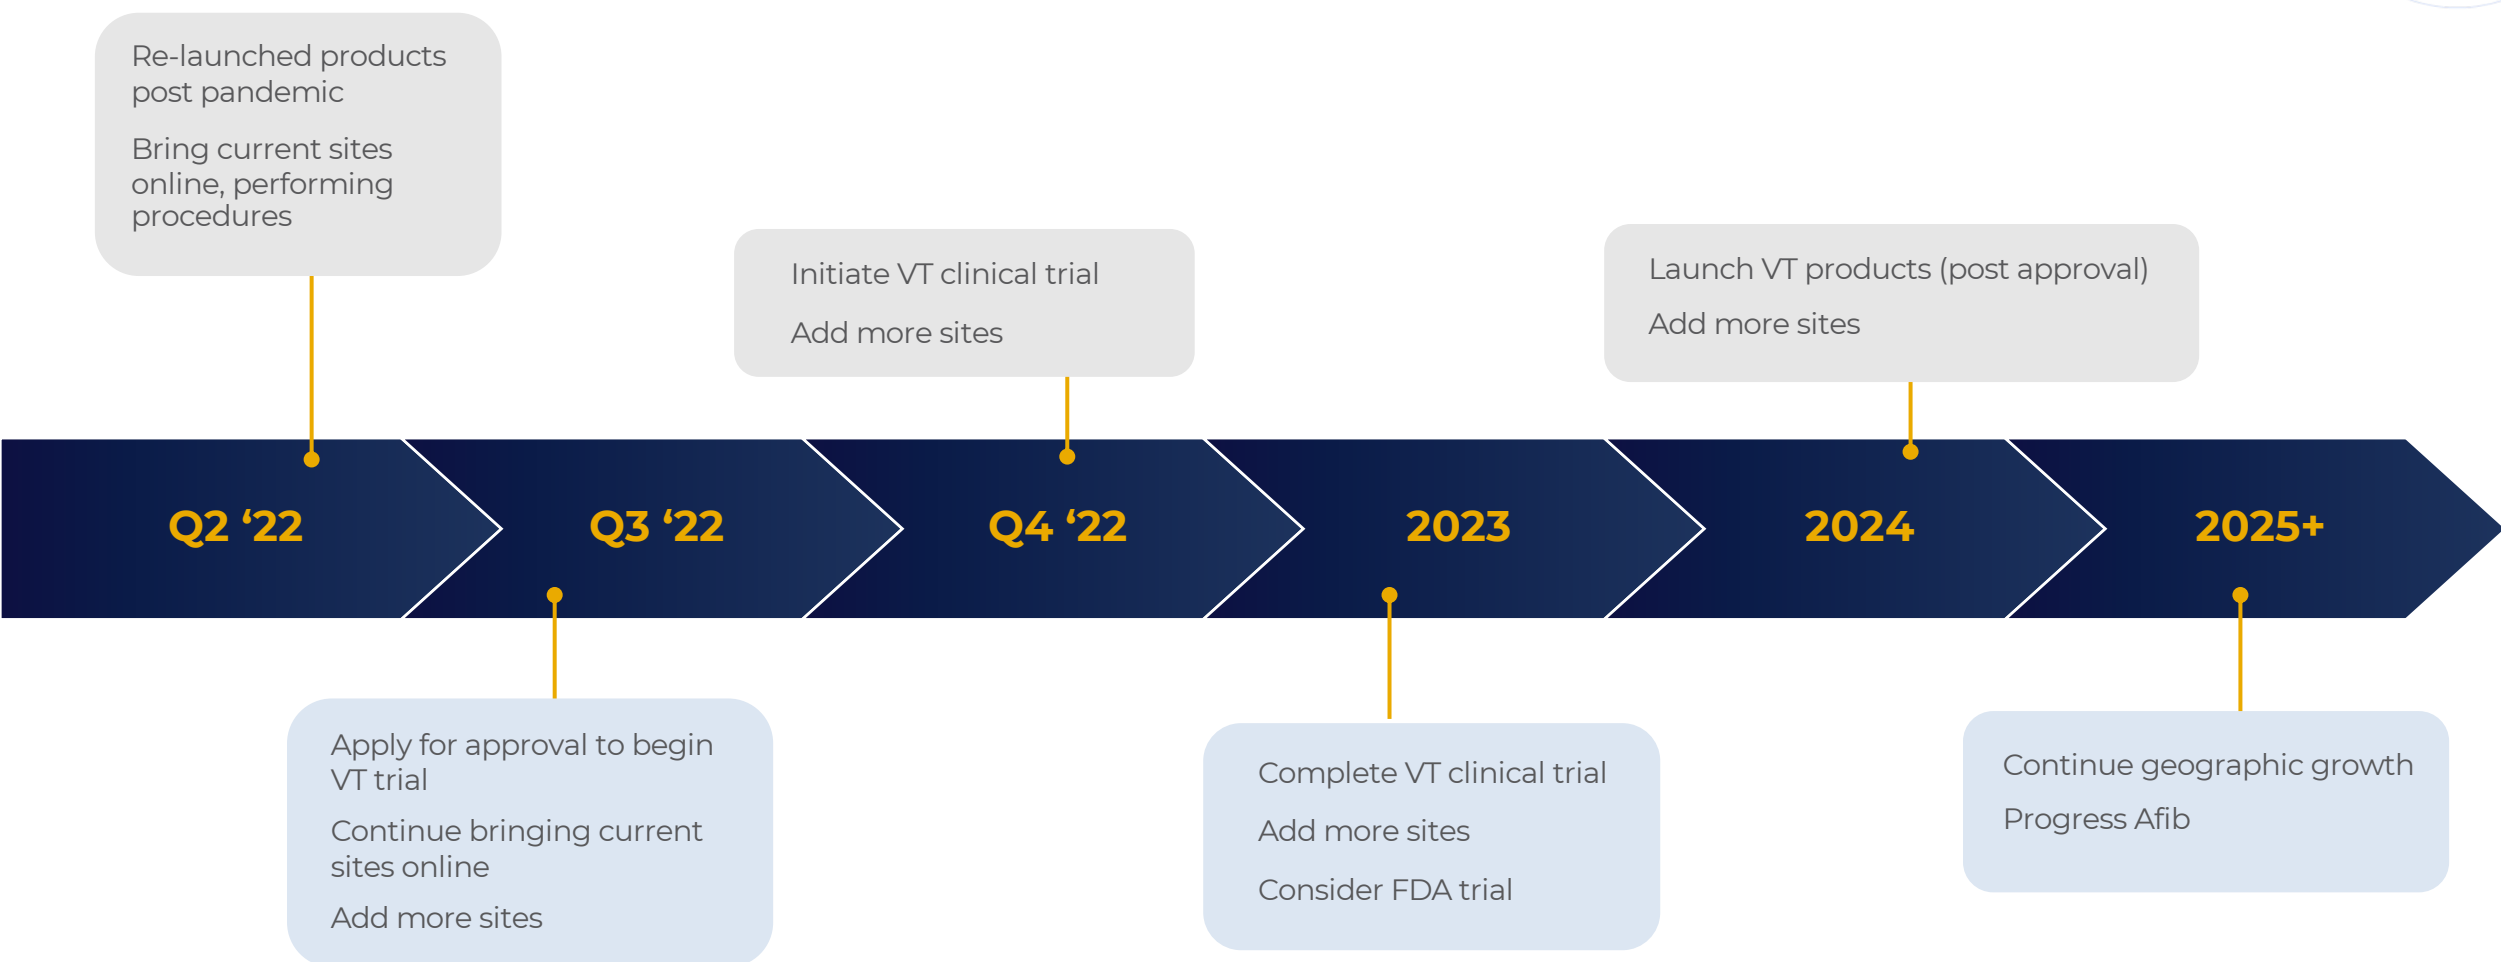 Re-launched products
post pandemic
Bring current sites
online, performing
procedures
Initiate VT clinical trial
Add more sites
Launch VT products (post approval)
Add more sites
Q2 ‘22
Q3 ‘22
Q4 ‘22
2023
2024
2025+
Apply for approval to begin
VT trial
Continue bringing current
sites online
Add more sites
Complete VT clinical trial
Add more sites
Consider FDA trial
Continue geographic growth
Progress Afib